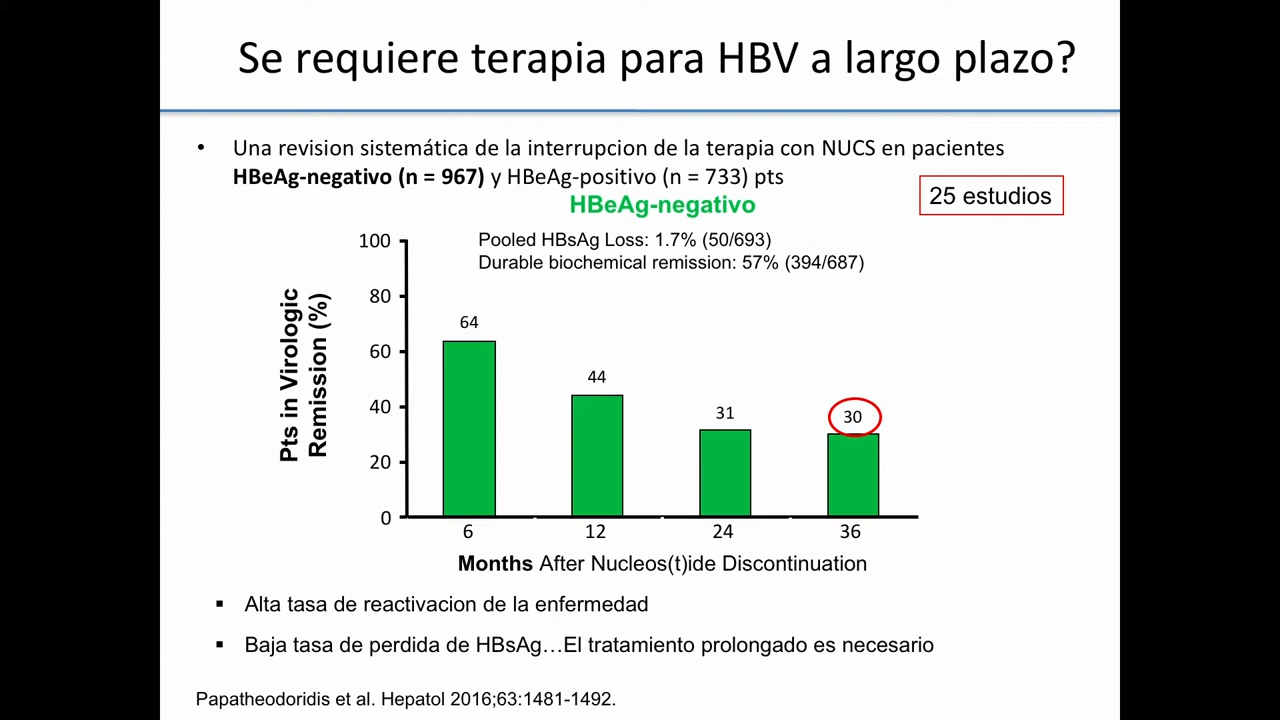 Se requiere terapia para HBV a largo plazo?
• Una revision sistemática de la interrupcion de la terapia con NUCS en pacientes
HBeAg-negativo (n = 967) y HBeAg-positivo (n = 733) pts
25 estudios
HBeAg-negativo
Pooled HBsAg Loss: 1.7% (50/693)
Durable biochemical remission: 57% (394/687)
Pts in Virologic
Remission (%)
100
80
60
40
20
0
64
44
31
30
6
12
24
36
Months After Nucleos(t)ide Discontinuation
▪ Alta tasa de reactivacion de la enfermedad
▪ Baja tasa de perdida de HBsAg…El tratamiento prolongado es necesario
Papatheodoridis et al. Hepatol 2016;63:1481-1492.